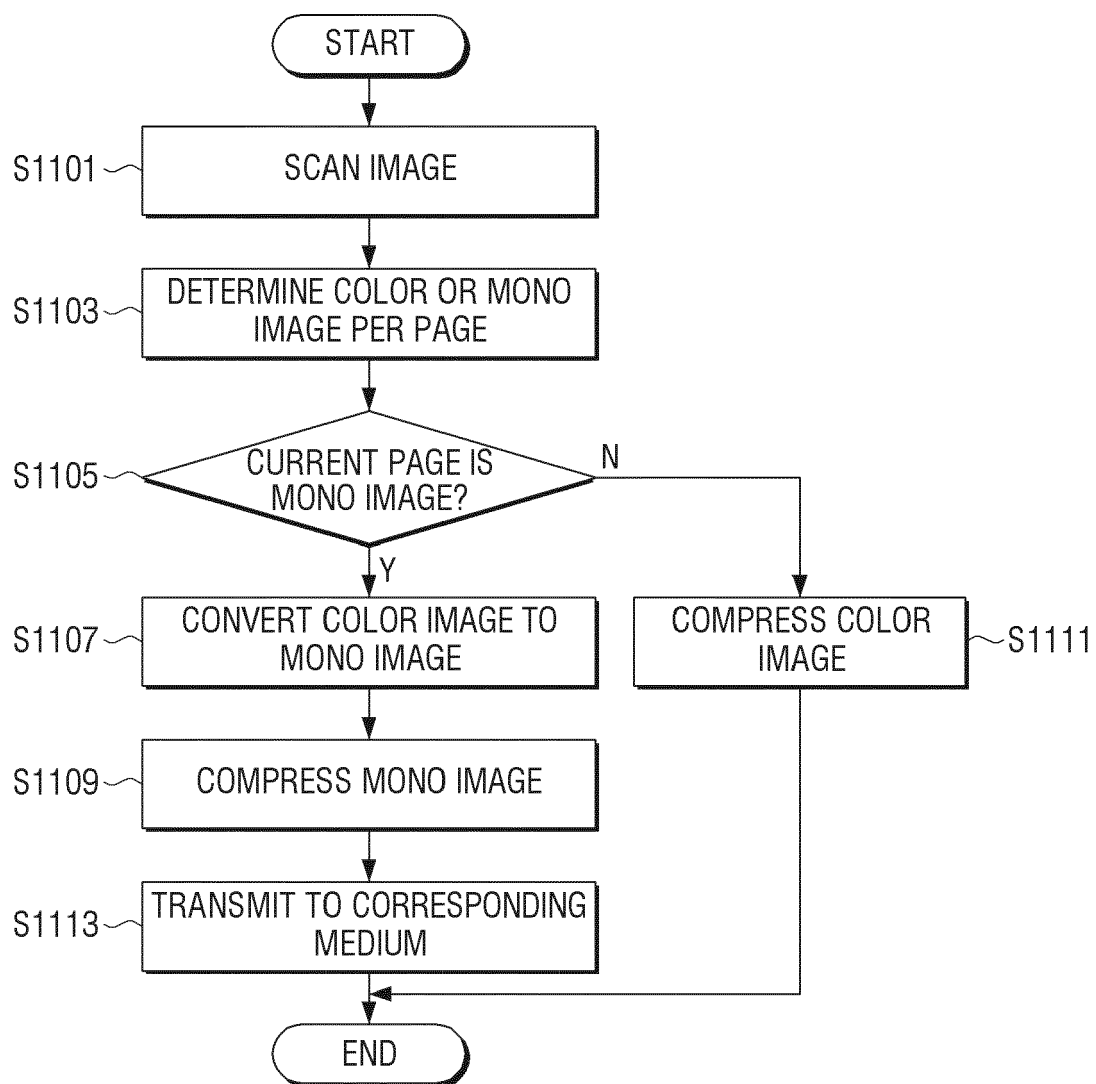 START
S1101
SCAN IMAGE
S1103
DETERMINE COLOR OR MONO
IMAGE PER PAGE
S1105
CURRENT PAGE IS
MONO IMAGE?
N
Y
S1107
CONVERT COLOR IMAGE TO
MONO IMAGE
COMPRESS COLOR
IMAGE
S1111
S1109
COMPRESS MONO IMAGE
S1113
TRANSMIT TO CORRESPONDING
MEDIUM
END